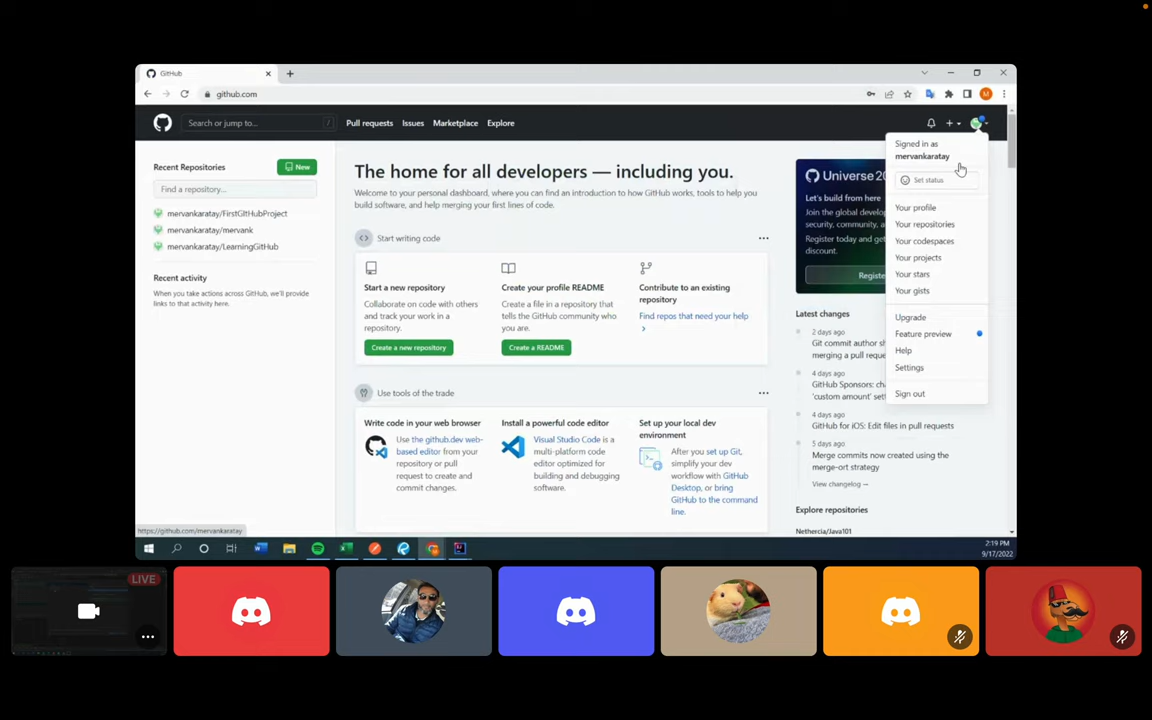 GitHub
github.com
Search or jump to...
/
Pull requests
Issues
Marketplace
Explore
Recent Repositories
New
Find a repository...
mervankaratay/FirstGItHubProject
mervankaratay/mervank
mervankaratay/LearningGitHub
Recent activity
When you take actions across GitHub, we'll provide
links to that activity here.
The home for all developers — including you.
Welcome to your personal dashboard, where you can find an introduction to how GitHub works, tools to help you
build software, and help merging your first lines of code.
Start writing code
Start a new repository
Collaborate on code with others
and track your work in a
repository.
Create a new repository
Create your profile README
Create a file in a repository that
tells the GitHub community who
you are.
Create a README
Contribute to an existing
repository
Find repos that need your help
Use tools of the trade
Write code in your web browser
Use the github.dev web-
based editor from your
repository or pull
request to create and
commit changes.
Install a powerful code editor
Visual Studio Code is a
multi-platform code
editor optimized for
building and debugging
software.
Set up your local dev
environment
After you set up Git,
simplify your dev
workflow with GitHub
Desktop, or bring
GitHub to the command
line.
Universe 20
Let's build from here
Join the global
security, community,
Register today and
discount.
Register
Latest changes
2 days ago
Git commit author
merging a pull
4 days ago
GitHub Sponsors:
'custom amount'
4 days ago
GitHub for iOS: Edit files in pull requests
5 days ago
Merge commits now created using the
merge-ort strategy
View changelog →
Explore repositories
Nethercia/Java101
Signed in as
mervankaratay
Set status
Your profile
Your repositories
Your codespaces
Your projects
Your stars
Your gists
Upgrade
Feature preview
Help
Settings
Sign out
https://github.com/mervankaratay
M
2:19 PM
9/17/2022
LIVE